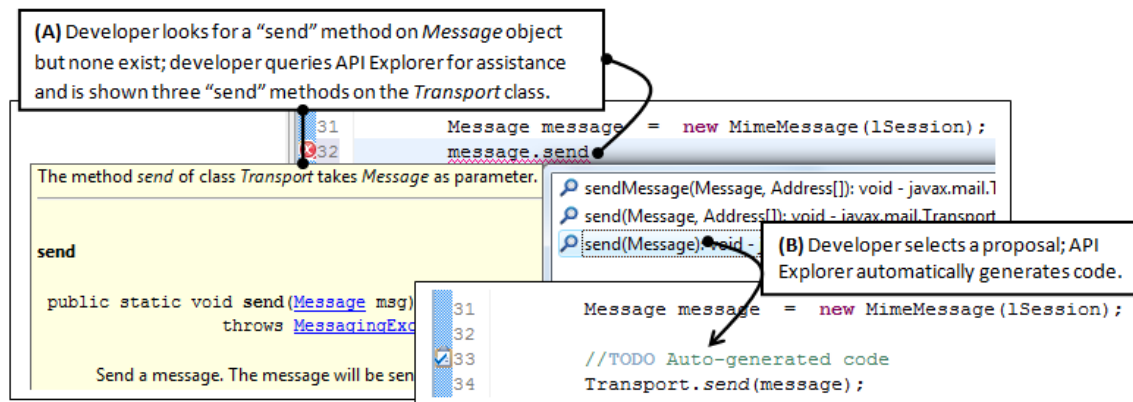 (A) Developer looks for a “send” method on Message object
but none exist; developer queries API Explorer for assistance
and is shown three “send” methods on the Transport class.
31 Message message = new MimeMessage(lSession);
32 message.send
The method send of class Transport takes Message as parameter.
send
public static void send(Message msg)
throws MessagingExc
Send a message. The message will be sen
sendMessage(Message, Address[]): void - javax.mail.T
send(Message, Address[]): void - javax.mail.Transport
send(Message): void -
(B) Developer selects a proposal; API
Explorer automatically generates code.
31 Message message = new MimeMessage(lSession);
32
33 //TODO Auto-generated code
34 Transport.send(message);